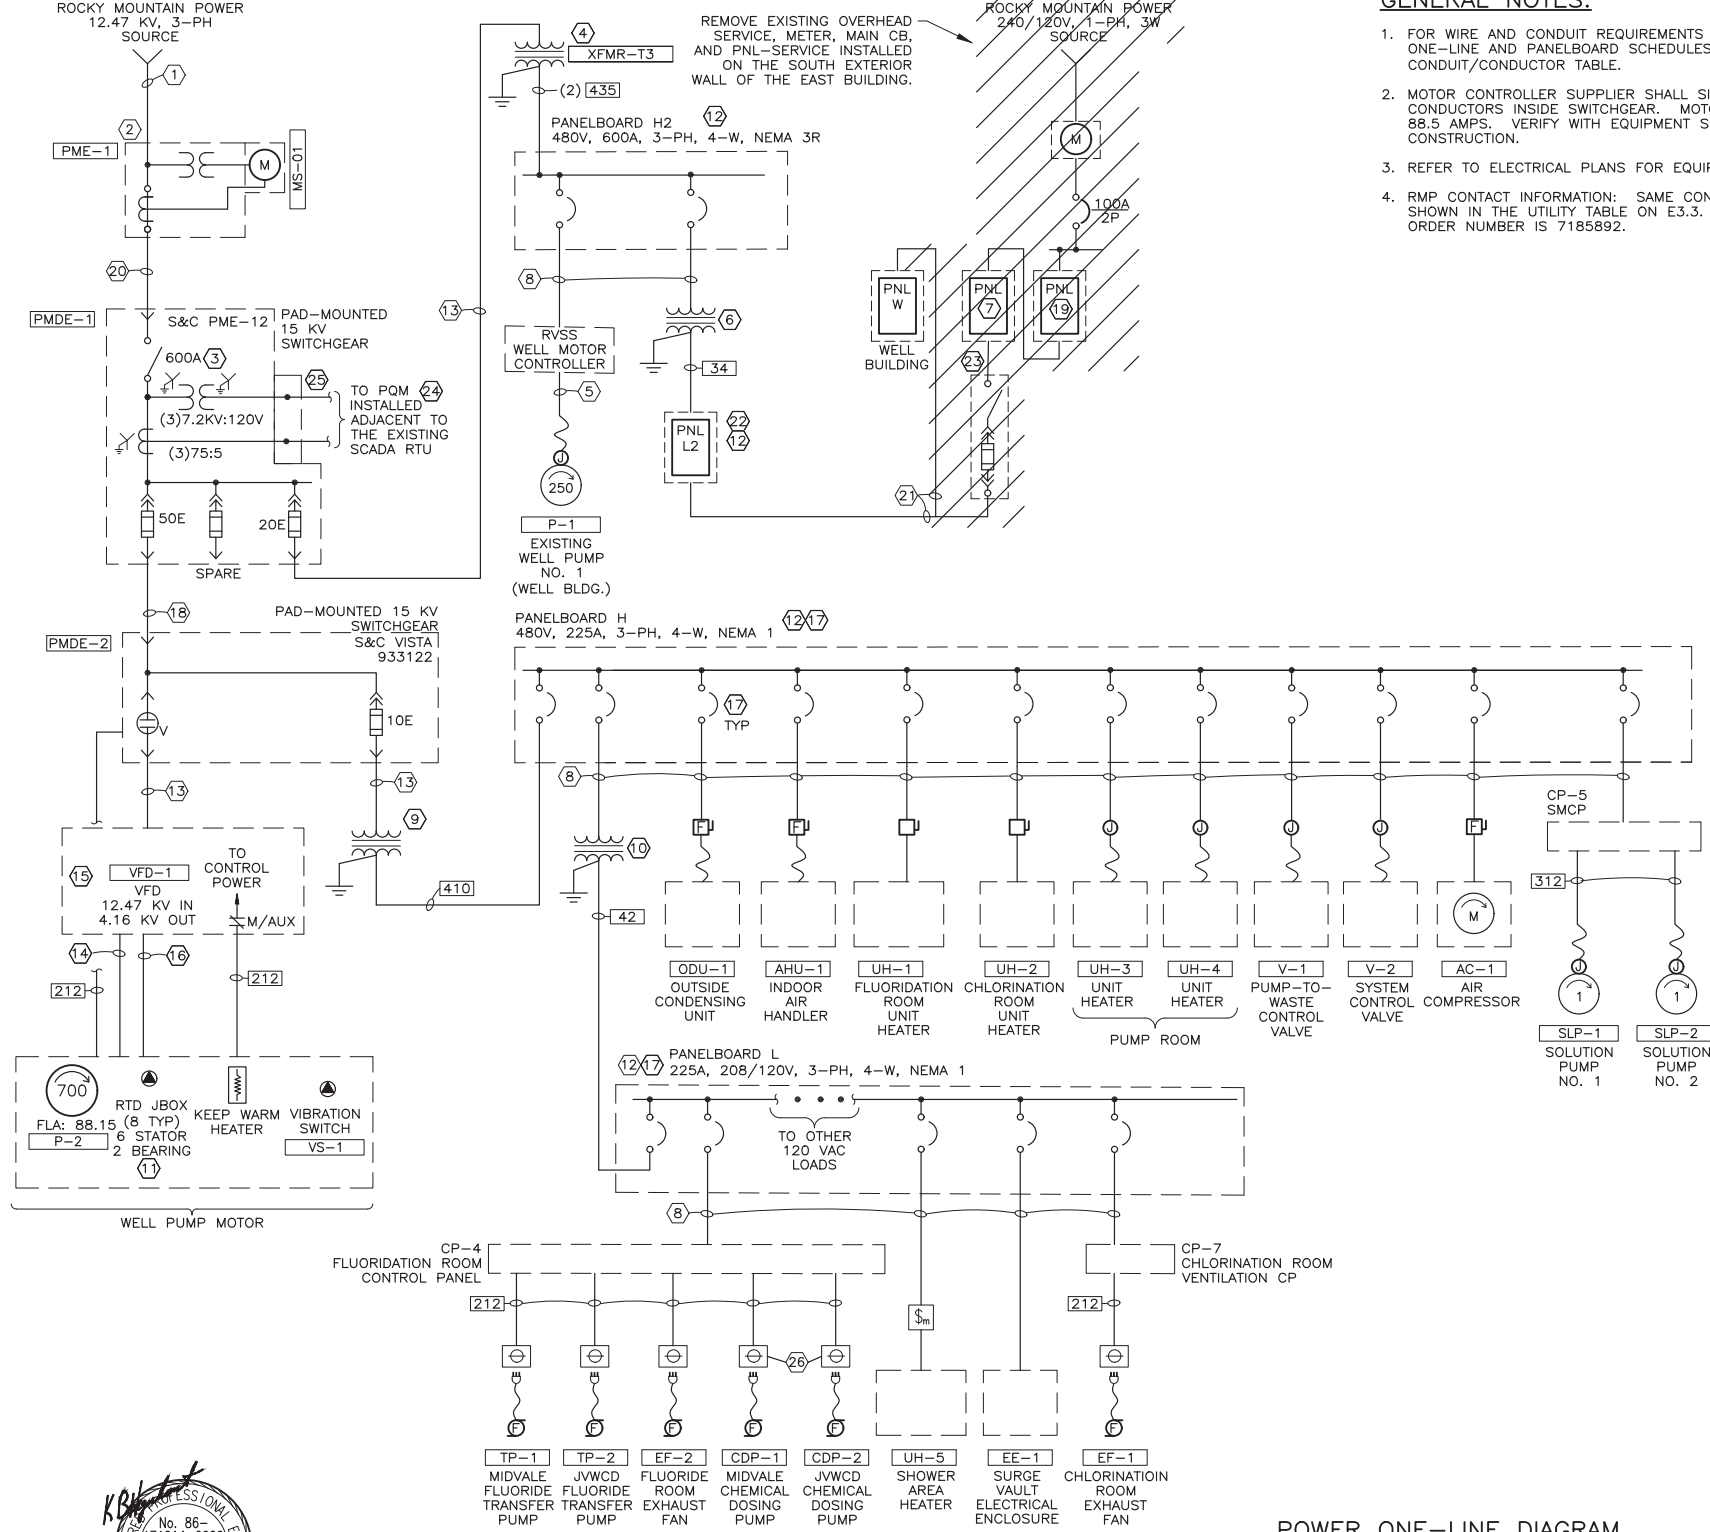 ROCKY MOUNTAIN POWER
12.47 KV, 3-PH
SOURCE
1
2
PME-1
M
MS-01
20
PMDE-1
S&C PME-12
PAD-MOUNTED
15 KV
SWITCHGEAR
600A
3
25
TO PQM
24
INSTALLED
ADJACENT TO
THE EXISTING
SCADA RTU
(3)7.2KV:120V
(3)75:5
50E
20E
SPARE
18
PAD-MOUNTED 15 KV
SWITCHGEAR
PMDE-2
S&C VISTA
933122
V
10E
13
13
9
410
15
VFD-1
VFD
12.47 KV IN
4.16 KV OUT
TO
CONTROL
POWER
M/AUX
14
16
212
212
700
FLA: 88.15
P-2
RTD JBOX
(8 TYP)
6 STATOR
2 BEARING
11
KEEP WARM
HEATER
VIBRATION
SWITCH
VS-1
WELL PUMP MOTOR
13
4
XFMR-T3
(2)
435
PANELBOARD H2
12
480V, 600A, 3-PH, 4-W, NEMA 3R
8
RVSS
WELL MOTOR
CONTROLLER
5
J
250
P-1
EXISTING
WELL PUMP
NO. 1
(WELL BLDG.)
6
34
PNL
L2
22
12
REMOVE EXISTING OVERHEAD
SERVICE, METER, MAIN CB,
AND PNL-SERVICE INSTALLED
ON THE SOUTH EXTERIOR
WALL OF THE EAST BUILDING.
ROCKY MOUNTAIN POWER
240/120V, 1-PH, 3W
SOURCE
M
100A
2P
PNL
W
WELL
BUILDING
PNL
7
PNL
19
23
21
GENERAL NOTES:
1. FOR WIRE AND CONDUIT REQUIREMENTS
ONE-LINE AND PANELBOARD SCHEDULES
CONDUIT/CONDUCTOR TABLE.
2. MOTOR CONTROLLER SUPPLIER SHALL
CONDUCTORS INSIDE SWITCHGEAR.
88.5 AMPS. VERIFY WITH EQUIPMENT
CONSTRUCTION.
3. REFER TO ELECTRICAL PLANS FOR
4. RMP CONTACT INFORMATION: SAME
SHOWN IN THE UTILITY TABLE ON E3.3.
ORDER NUMBER IS 7185892.
PANELBOARD H
12
17
480V, 225A, 3-PH, 4-W, NEMA 1
17
TYP
8
10
42
F
F
J
J
J
J
F
M
CP-5
SMCP
312
J
J
1
1
ODU-1
OUTSIDE
CONDENSING
UNIT
AHU-1
INDOOR
AIR
HANDLER
UH-1
FLUORIDATION
ROOM
UNIT
HEATER
UH-2
CHLORINATION
ROOM
UNIT
HEATER
UH-3
UNIT
HEATER
UH-4
UNIT
HEATER
PUMP ROOM
V-1
PUMP-TO-
WASTE
CONTROL
VALVE
V-2
SYSTEM
CONTROL
VALVE
AC-1
AIR
COMPRESSOR
SLP-1
SOLUTION
PUMP
NO. 1
SLP-2
SOLUTION
PUMP
NO. 2
12
17
PANELBOARD L
225A, 208/120V, 3-PH, 4-W, NEMA 1
TO OTHER
120 VAC
LOADS
8
CP-4
FLUORIDATION ROOM
CONTROL PANEL
CP-7
CHLORINATION ROOM
VENTILATION CP
212
212
$m
26
F
F
F
F
F
F
TP-1
MIDVALE
FLUORIDE
TRANSFER
PUMP
TP-2
JVWCD
FLUORIDE
TRANSFER
PUMP
EF-2
FLUORIDE
ROOM
EXHAUST
FAN
CDP-1
MIDVALE
CHEMICAL
DOSING
PUMP
CDP-2
JVWCD
CHEMICAL
DOSING
PUMP
UH-5
SHOWER
AREA
HEATER
EE-1
SURGE
VAULT
ELECTRICAL
ENCLOSURE
EF-1
CHLORINATIOIN
ROOM
EXHAUST
FAN
No. 86-
POWER ONE-LINE DIAGRAM